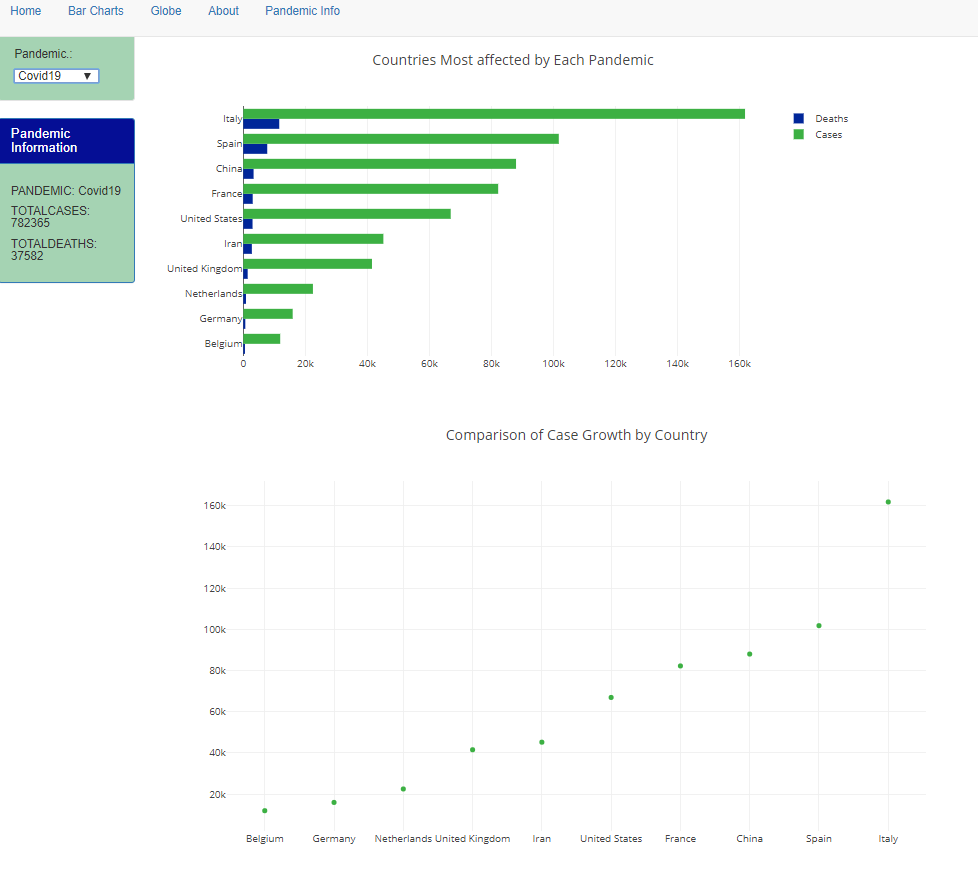 Home Bar Charts Globe About Pandemic Info
Pandemic.:
Covid19 ▼
Pandemic
Information
PANDEMIC: Covid19
TOTALCASES:
782365
TOTALDEATHS:
37582
Countries Most affected by Each Pandemic
Italy
Spain
China
France
United States
Iran
United Kingdom
Netherlands
Germany
Belgium
0 20k 40k 60k 80k 100k 120k 140k 160k
Deaths
Cases
Comparison of Case Growth by Country
160k
140k
120k
100k
80k
60k
40k
20k
Belgium Germany Netherlands United Kingdom Iran United States France China Spain Italy